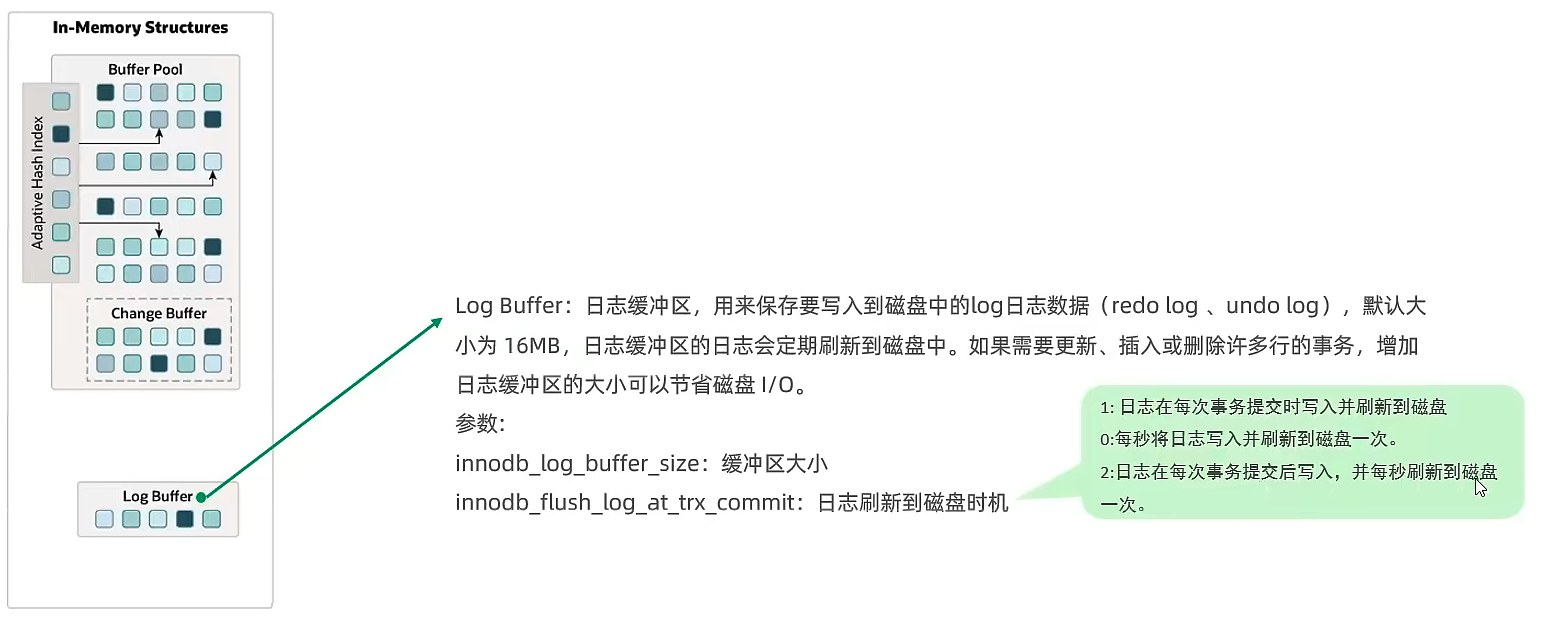 In-Memory Structures
Buffer Pool
Adaptive Hash Index
Change Buffer
Log Buffer
Log Buffer：日志缓冲区，用来保存要写入到磁盘中的log日志数据（redo log 、undo log），默认大
小为 16MB，日志缓冲区的日志会定期刷新到磁盘中。如果需要更新、插入或删除许多行的事务，增加
日志缓冲区的大小可以节省磁盘 I/O。
参数：
innodb_log_buffer_size：缓冲区大小
innodb_flush_log_at_trx_commit：日志刷新到磁盘时机
1: 日志在每次事务提交时写入并刷新到磁盘
0:每秒将日志写入并刷新到磁盘一次。
2:日志在每次事务提交后写入，并每秒刷新到磁盘
一次。